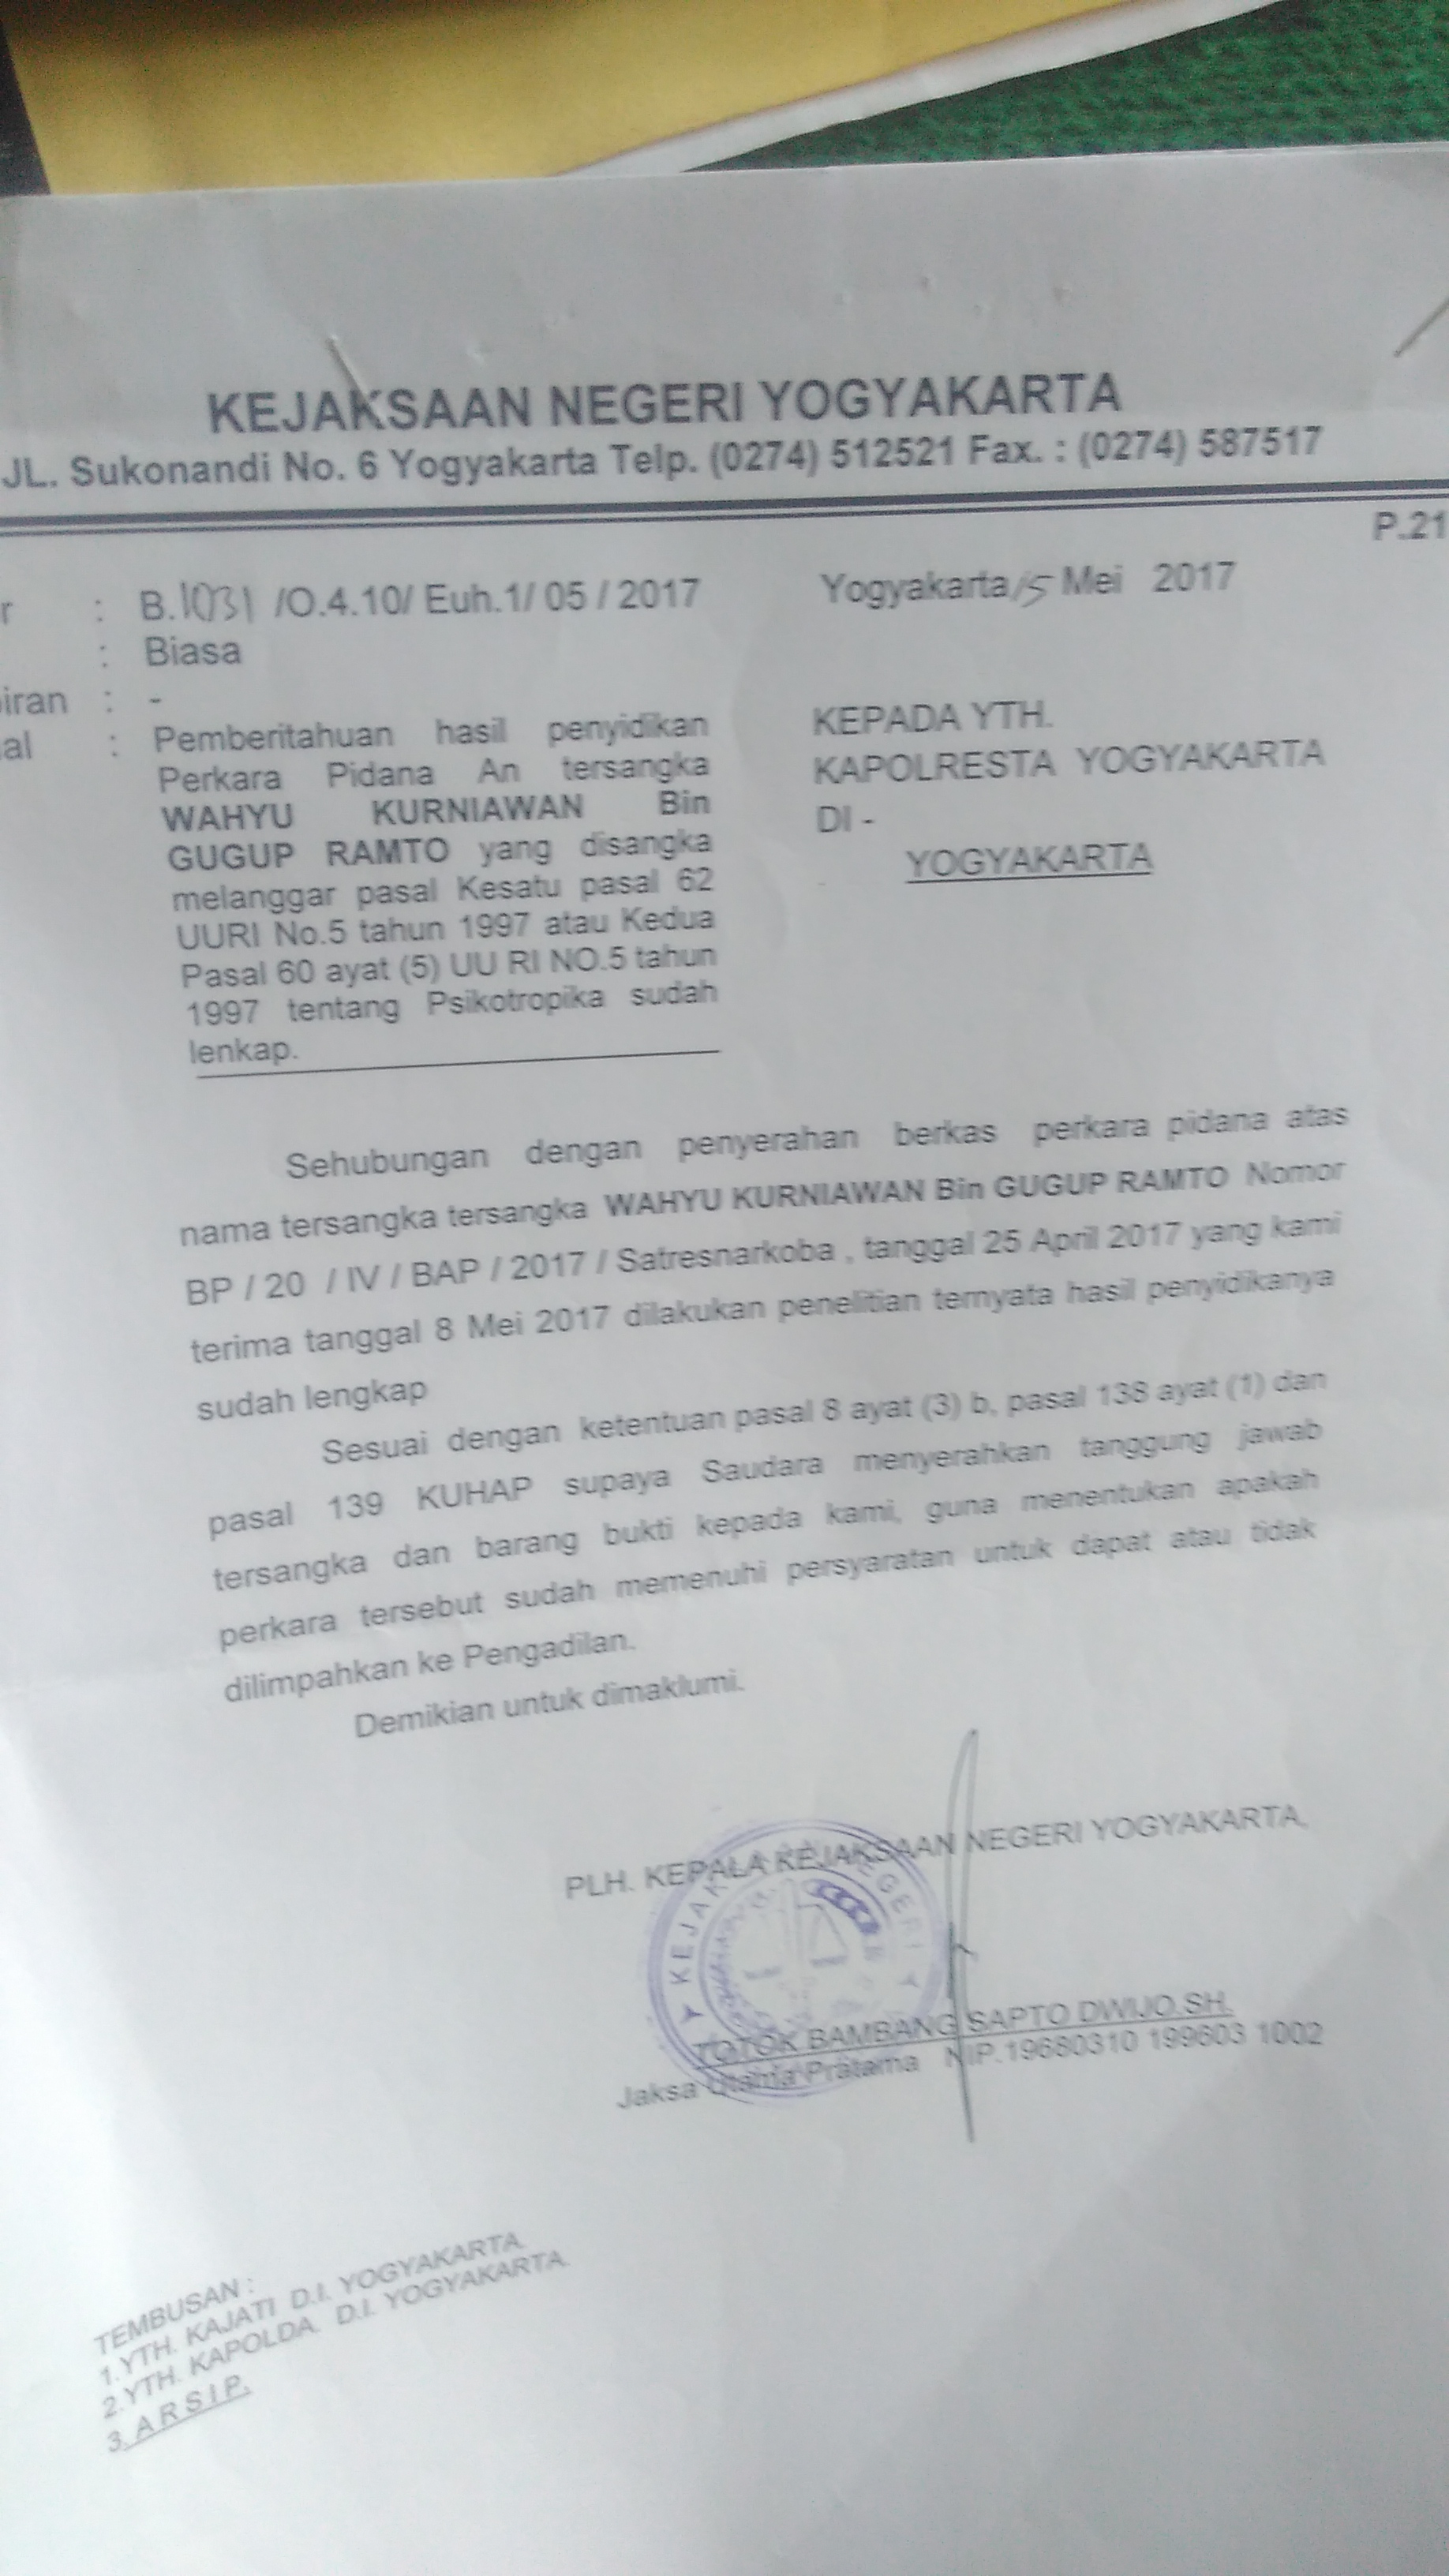 KEJAKSAAN NEGERI YOGYAKARTA
JL. Sukonandi No. 6 Yogyakarta Telp. (0274) 512521 Fax. : (0274) 587517
P.21
r : B.1031 /O.4.10/ Euh.1/ 05 / 2017
Yogyakarta 15 Mei 2017
: Biasa
iran : -
al : Pemberitahuan hasil penyidikan
Perkara Pidana An tersangka
WAHYU KURNIAWAN Bin
GUGUP RAMTO yang disangka
melanggar pasal Kesatu pasal 62
UURI No.5 tahun 1997 atau Kedua
Pasal 60 ayat (5) UU RI NO.5 tahun
1997 tentang Psikotropika sudah
lenkap.
KEPADA YTH.
KAPOLRESTA YOGYAKARTA
DI -
YOGYAKARTA
Sehubungan dengan penyerahan berkas perkara pidana atas
nama tersangka tersangka WAHYU KURNIAWAN Bin GUGUP RAMTO Nomor
BP / 20 / IV / BAP / 2017 / Satresnarkoba , tanggal 25 April 2017 yang kami
terima tanggal 8 Mei 2017 dilakukan penelitian ternyata hasil penyidikanya
sudah lengkap
Sesuai dengan ketentuan pasal 8 ayat (3) b, pasal 138 ayat (1) dan
pasal 139 KUHAP supaya Saudara menyerahkan tanggung jawab
tersangka dan barang bukti kepada kami, guna menentukan apakah
perkara tersebut sudah memenuhi persyaratan untuk dapat atau tidak
dilimpahkan ke Pengadilan.
Demikian untuk dimaklumi.
PLH. KEPALA KEJAKSAAN NEGERI YOGYAKARTA,
KEJAK EGERI
TOTOK BAMBANG SAPTO DWIJO.SH.
Jaksa Utama Pratama NIP.19680310 199603 1002
TEMBUSAN :
1.YTH. KAJATI D.I. YOGYAKARTA.
2.YTH. KAPOLDA. D.I. YOGYAKARTA.
3. A R S I P.